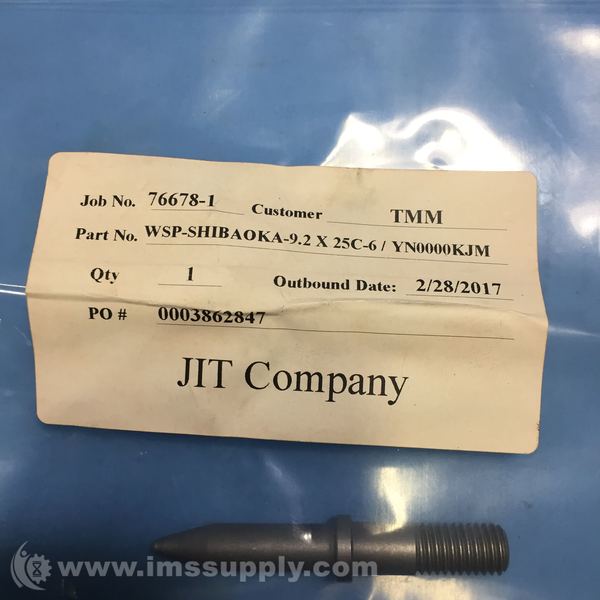 Job No. 76678-1 Customer TMM
Part No. WSP-SHIBAOKA-9.2 X 25C-6 / YN0000KJM
Qty 1 Outbound Date: 2/28/2017
PO # 0003862847
JIT Company
www.imssupply.com